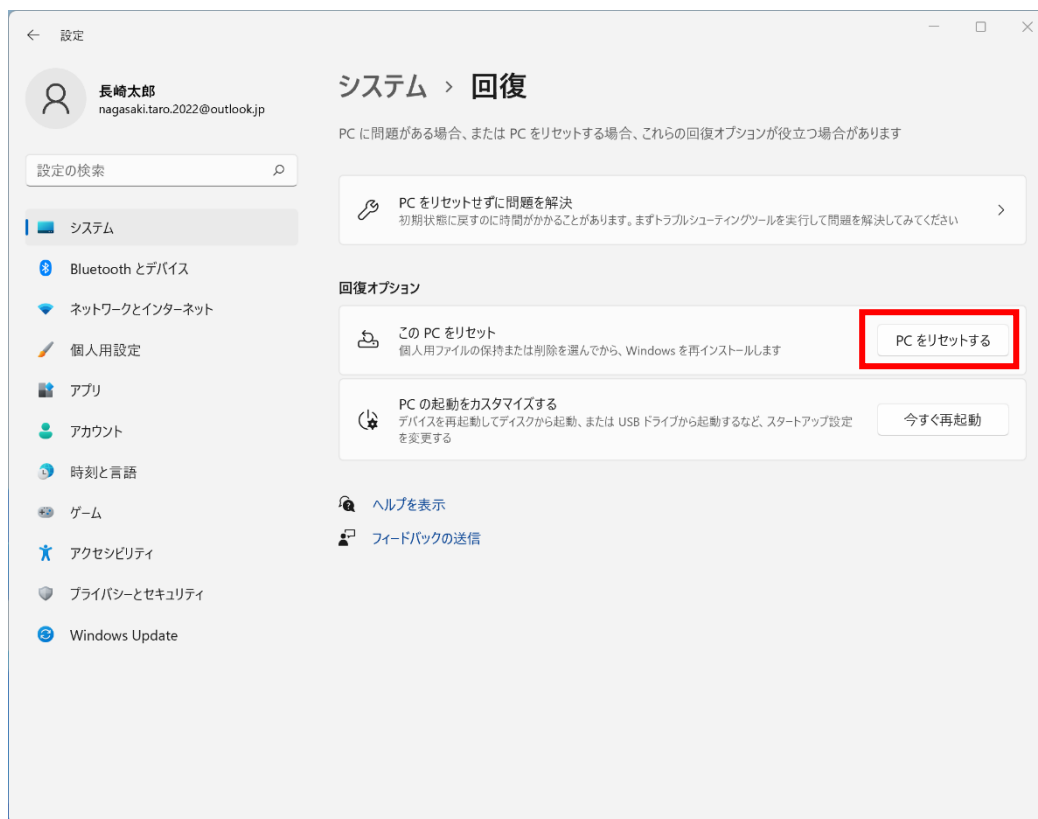 設定
長崎太郎
nagasaki.taro.2022@outlook.jp
設定の検索
システム
Bluetooth とデバイス
ネットワークとインターネット
個人用設定
アプリ
アカウント
時刻と言語
ゲーム
アクセシビリティ
プライバシーとセキュリティ
Windows Update
システム › 回復
PC に問題がある場合、または PC をリセットする場合、これらの回復オプションが役立つ場合があります
PC をリセットせずに問題を解決
初期状態に戻すのに時間がかかることがあります。まずトラブルシューティングツールを実行して問題を解決してみてください
回復オプション
この PC をリセット
個人用ファイルの保持または削除を選んでから、Windows を再インストールします
PC をリセットする
PC の起動をカスタマイズする
デバイスを再起動してディスクから起動、または USB ドライブから起動するなど、スタートアップ設定
を変更する
今すぐ再起動
ヘルプを表示
フィードバックの送信